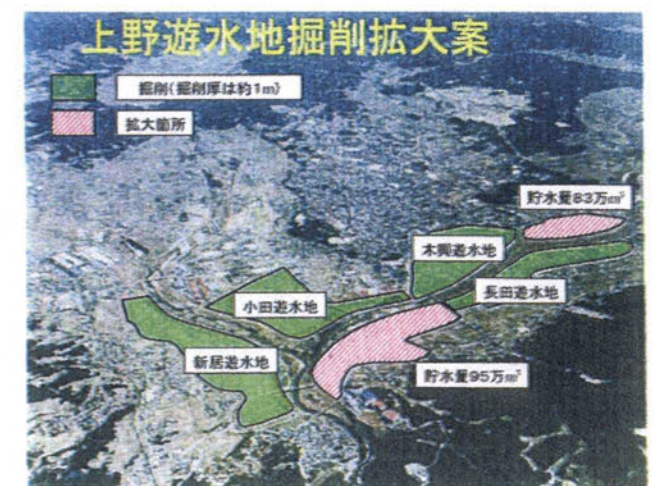 上野遊水地掘削拡大案
掘削(掘削厚は約1m)
拡大箇所
貯水量83万㎥
木興遊水地
長田遊水地
小田遊水地
新居遊水地
貯水量95万㎥